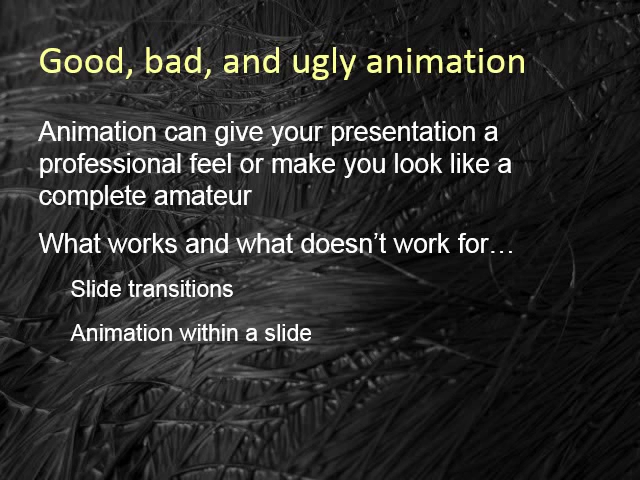 Good, bad, and ugly animation
Animation can give your presentation a
professional feel or make you look like a
complete amateur
What works and what doesn’t work for…
Slide transitions
Animation within a slide